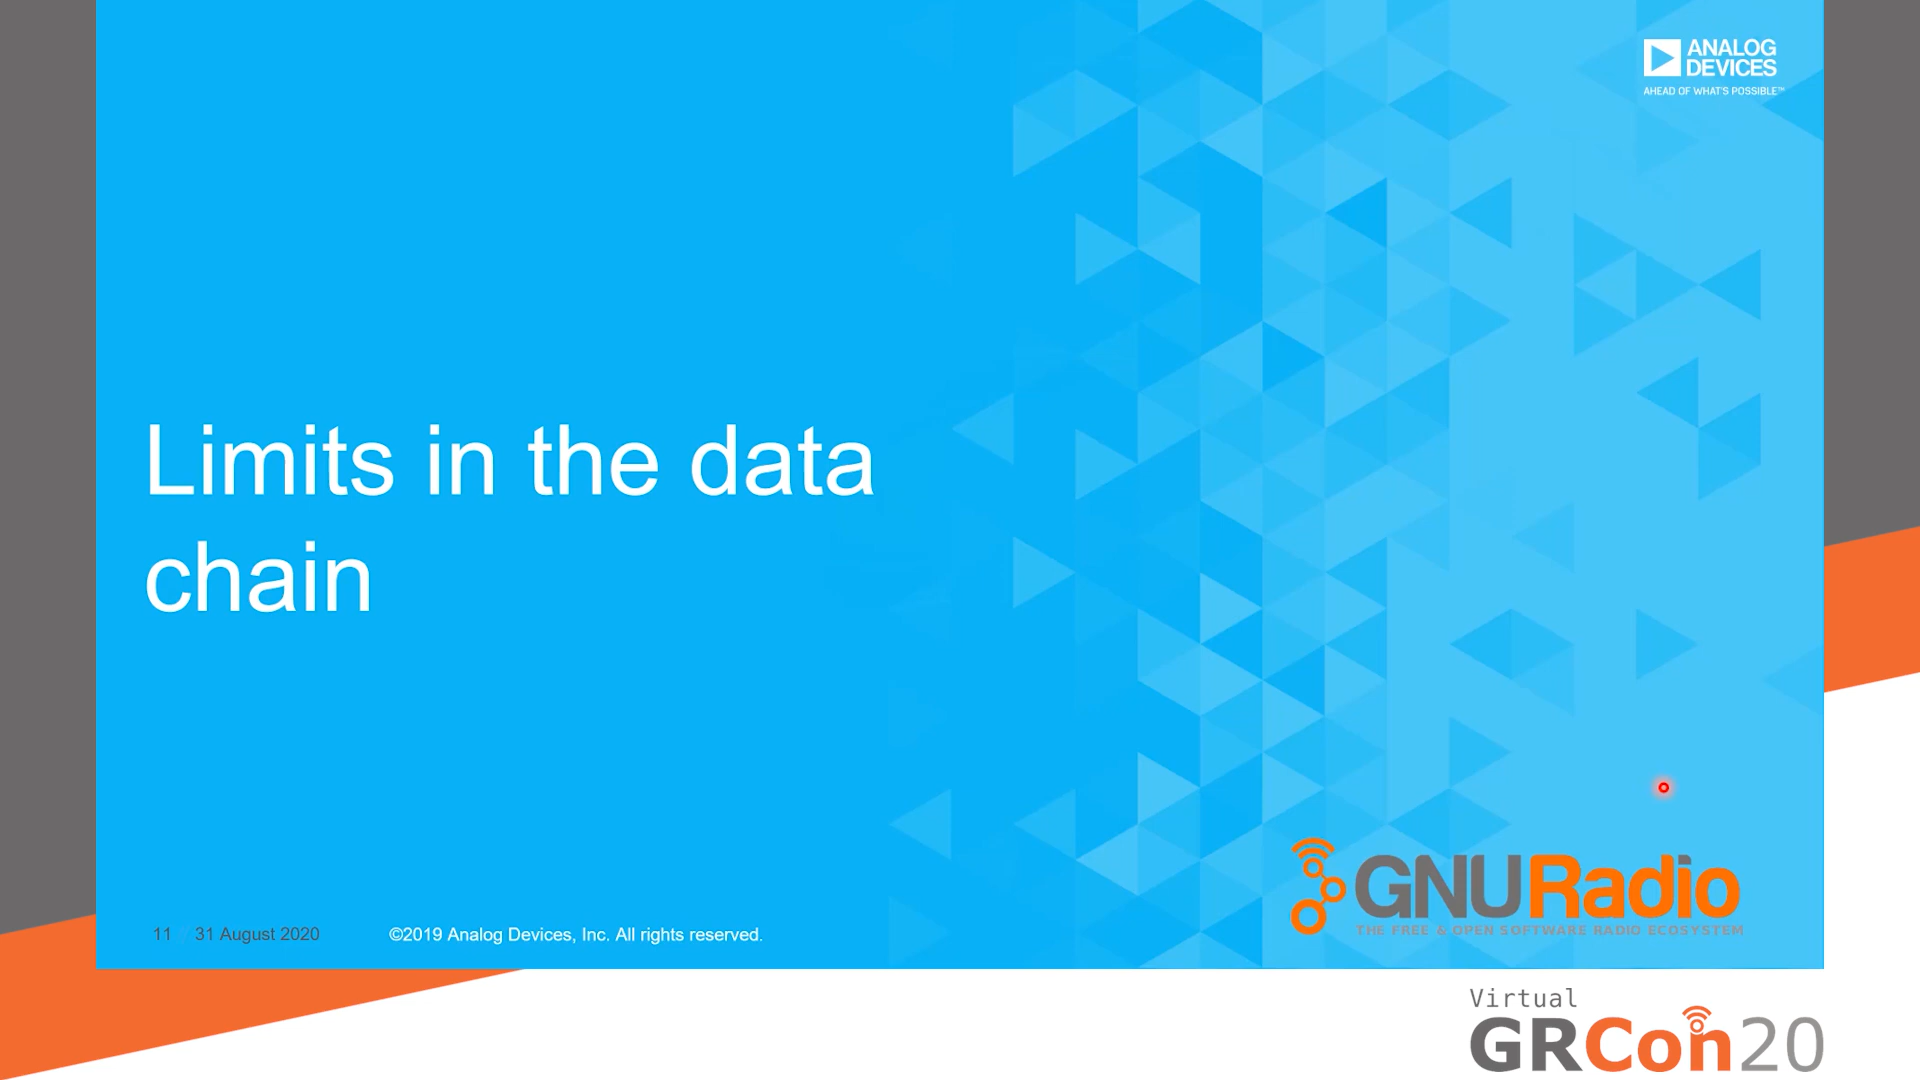 ANALOG
DEVICES
AHEAD OF WHAT'S POSSIBLE™
Limits in the data
chain
GNURadio
THE FREE & OPEN SOFTWARE RADIO ECOSYSTEM
11 31 August 2020 ©2019 Analog Devices, Inc. All rights reserved.
Virtual
GRCon20